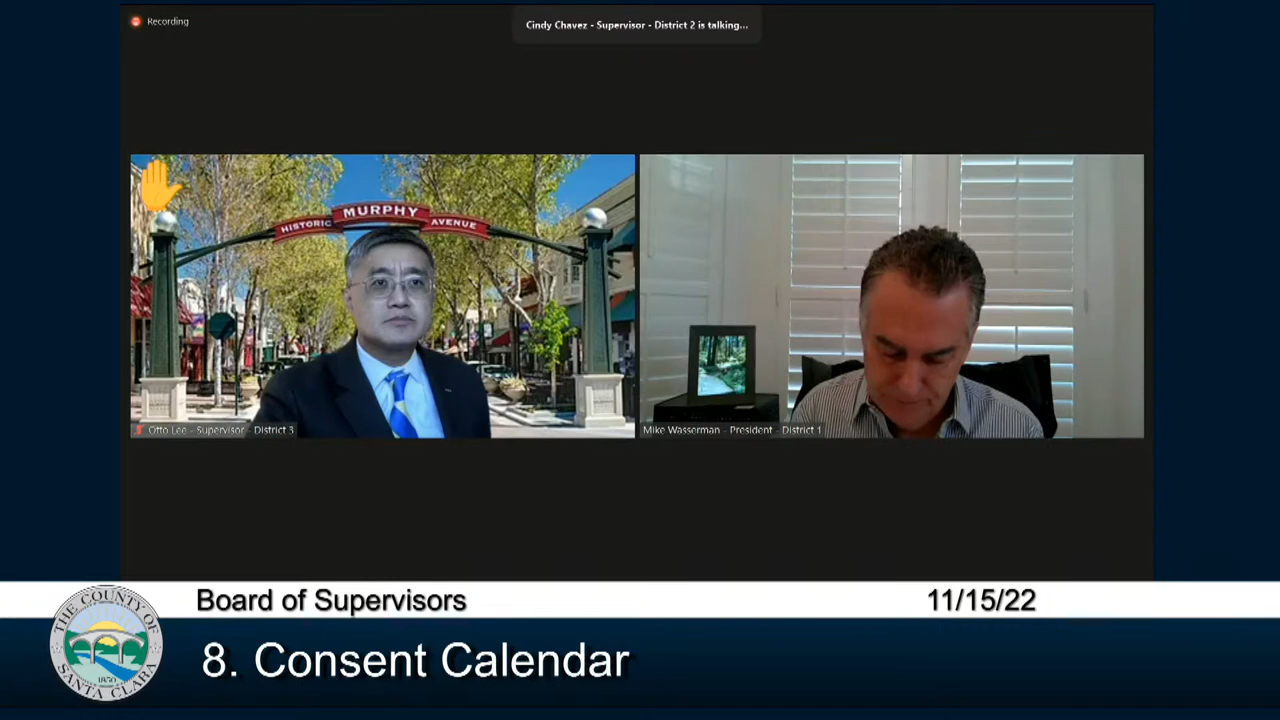 Recording
Cindy Chavez - Supervisor - District 2 is talking...
HISTORIC MURPHY AVENUE
Otto Lee - Supervisor - District 3
Mike Wasserman - President - District 1
Board of Supervisors
11/15/22
8. Consent Calendar
THE COUNTY OF SANTA CLARA
1850